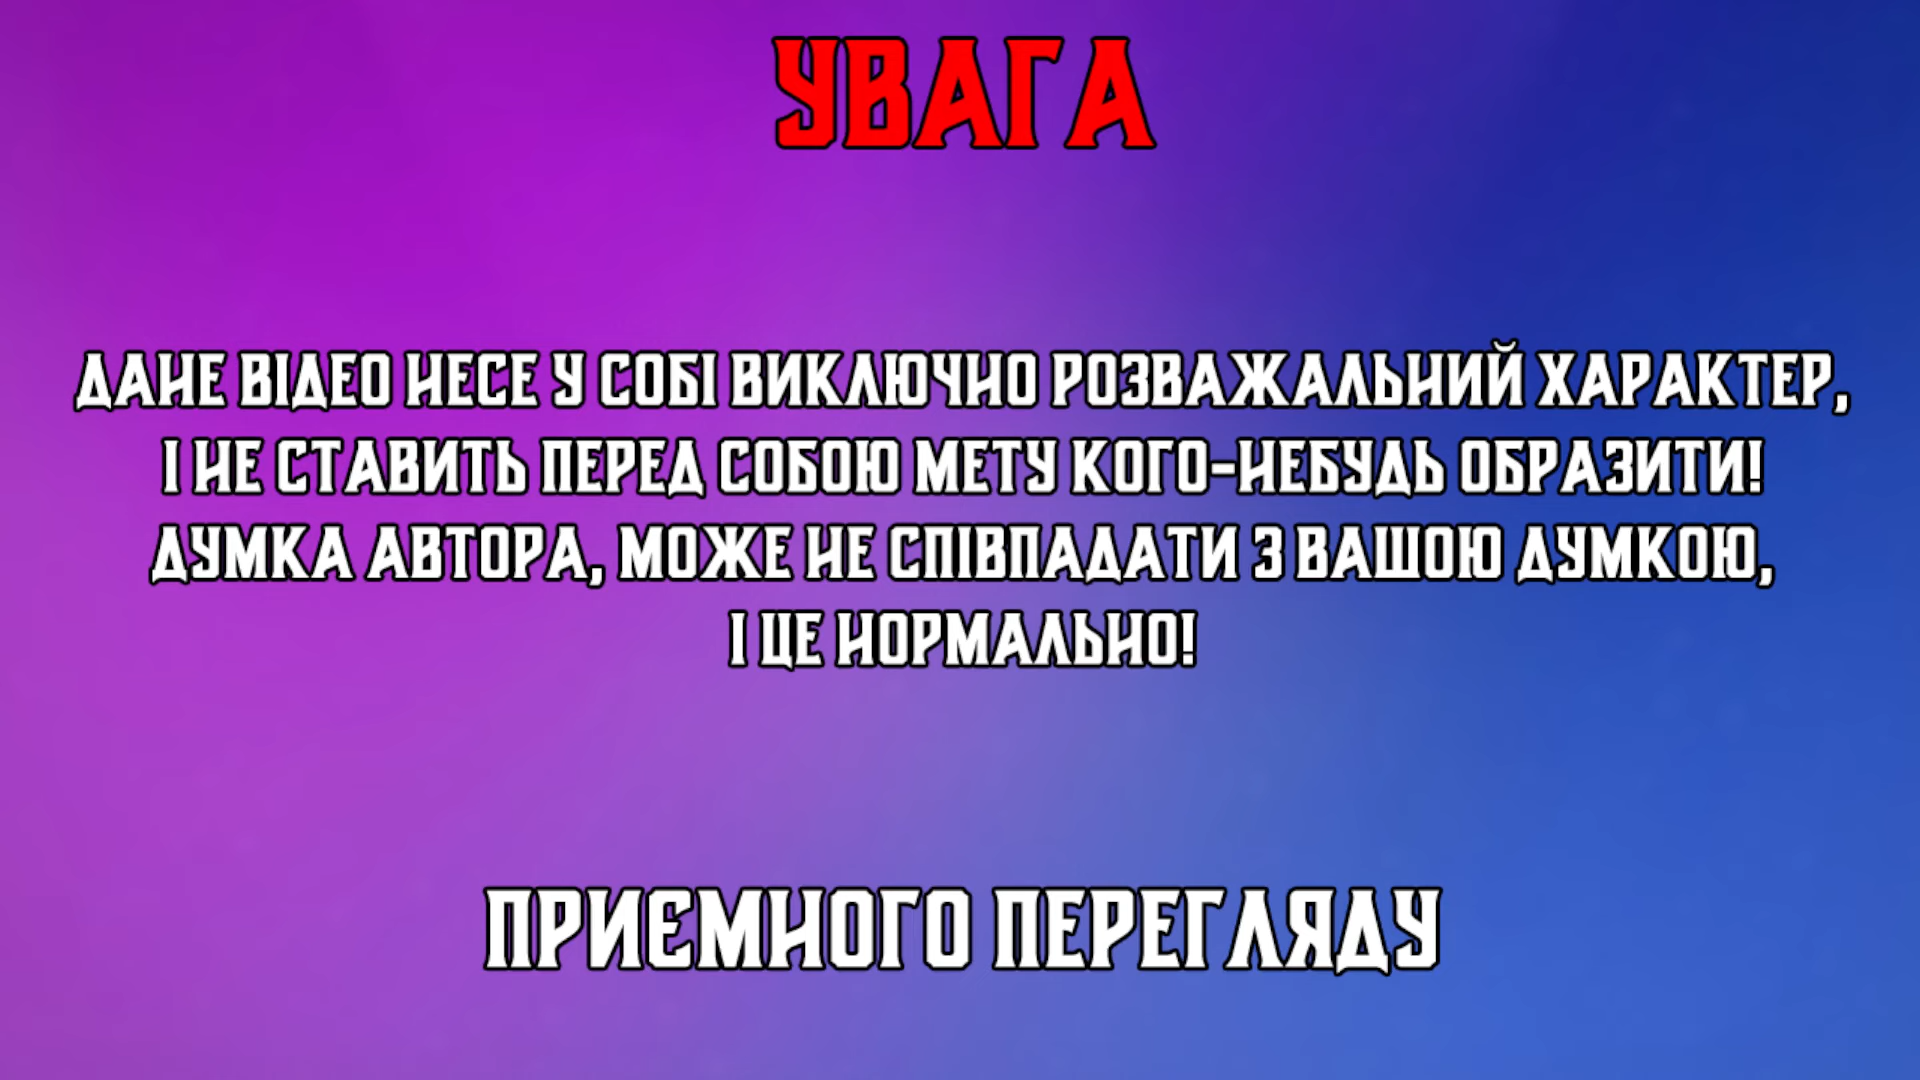 УВАГА
ДАНЕ ВІДЕО НЕСЕ У СОБІ ВИКЛЮЧНО РОЗВАЖАЛЬНИЙ ХАРАКТЕР,
І НЕ СТАВИТЬ ПЕРЕД СОБОЮ МЕТУ КОГО-НЕБУДЬ ОБРАЗИТИ!
ДУМКА АВТОРА, МОЖЕ НЕ СПІВПАДАТИ З ВАШОЮ ДУМКОЮ,
І ЦЕ НОРМАЛЬНО!
ПРИЄМНОГО ПЕРЕГЛЯДУ